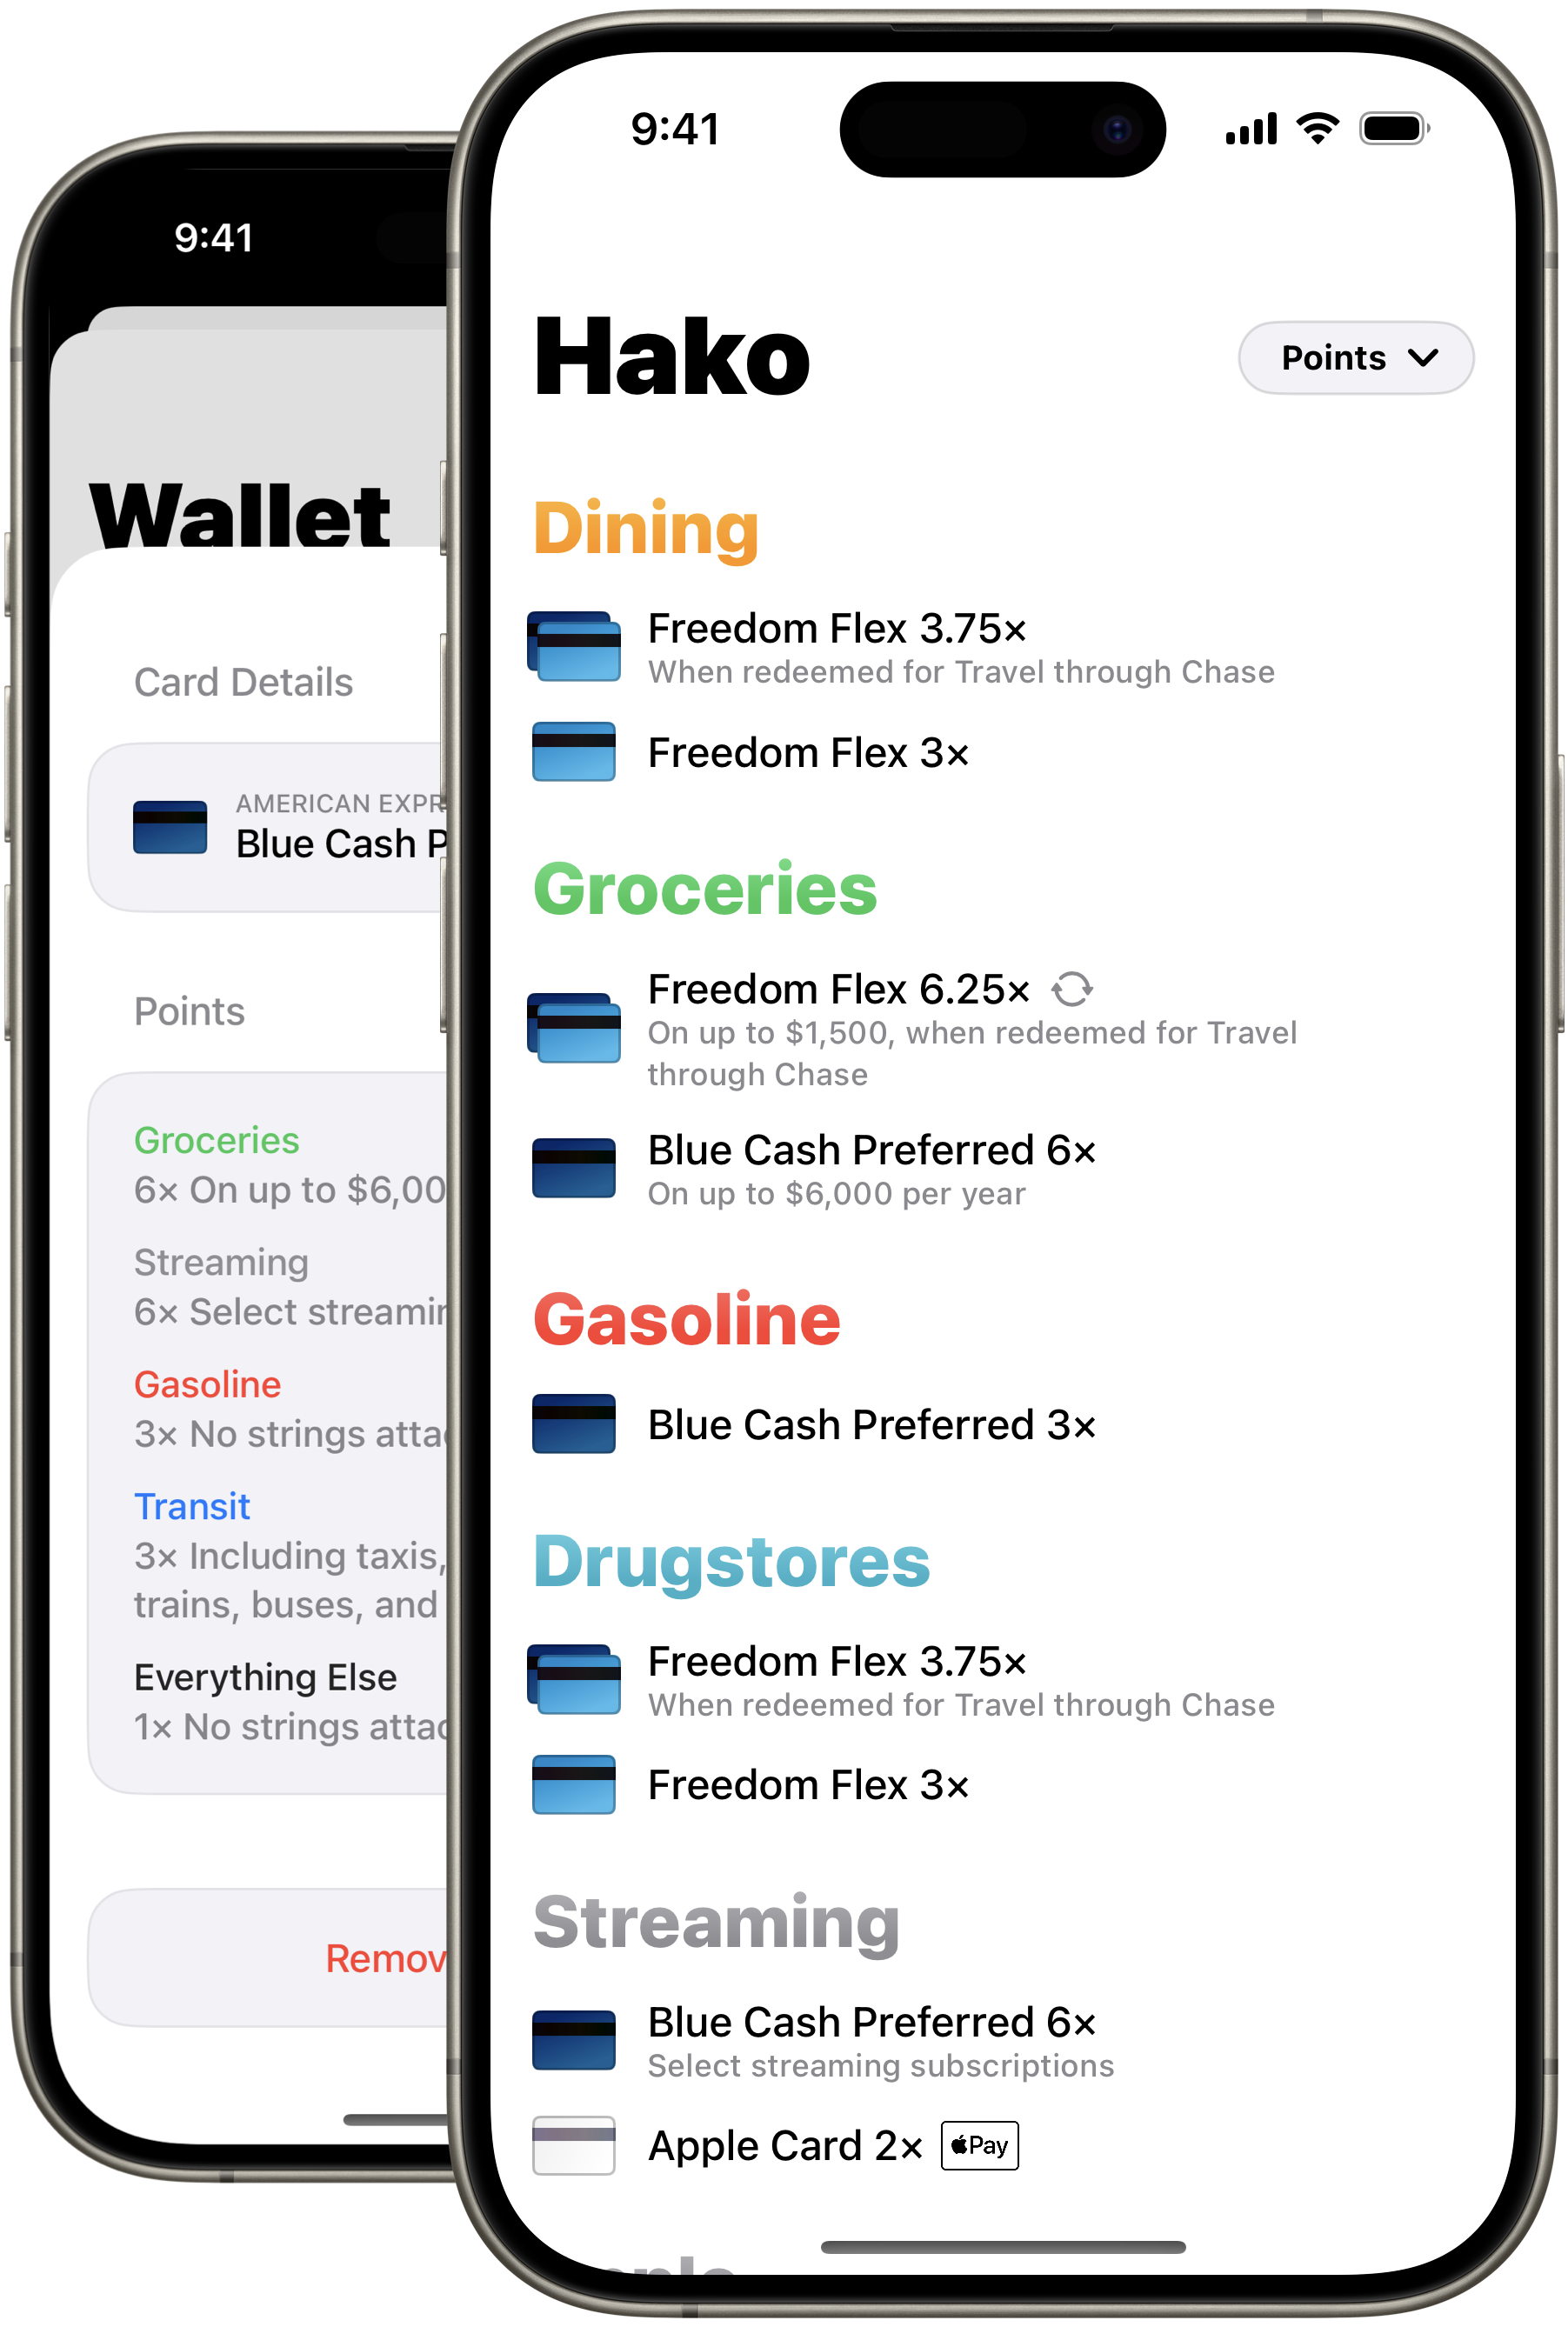 9:41
Wallet
Card Details
AMERICAN EXPR
Blue Cash P
Points
Groceries
6× On up to $6,00
Streaming
6× Select streamin
Gasoline
3× No strings attac
Transit
3× Including taxis,
trains, buses, and
Everything Else
1× No strings attac
Remov
9:41
Hako
Points
Dining
Freedom Flex 3.75×
When redeemed for Travel through Chase
Freedom Flex 3×
Groceries
Freedom Flex 6.25×
On up to $1,500, when redeemed for Travel
through Chase
Blue Cash Preferred 6×
On up to $6,000 per year
Gasoline
Blue Cash Preferred 3×
Drugstores
Freedom Flex 3.75×
When redeemed for Travel through Chase
Freedom Flex 3×
Streaming
Blue Cash Preferred 6×
Select streaming subscriptions
Apple Card 2× Pay